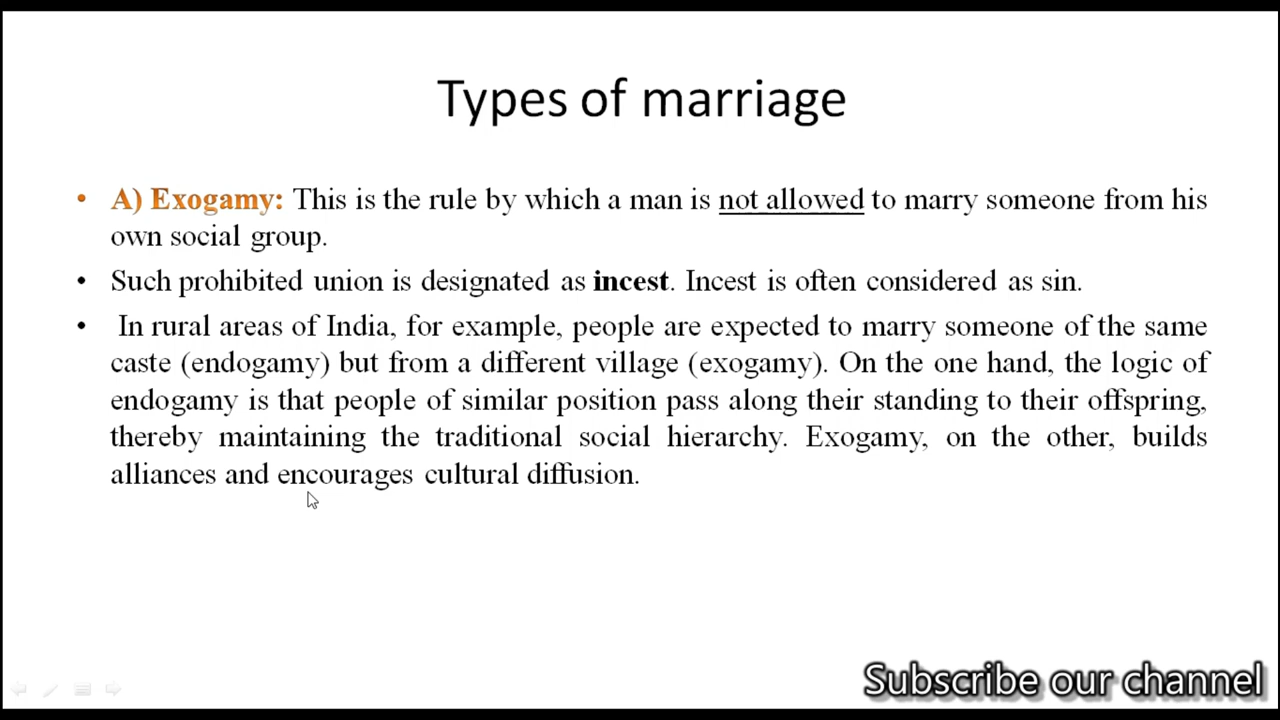 Types of marriage
• A) Exogamy: This is the rule by which a man is not allowed to marry someone from his
own social group.
• Such prohibited union is designated as incest. Incest is often considered as sin.
• In rural areas of India, for example, people are expected to marry someone of the same
caste (endogamy) but from a different village (exogamy). On the one hand, the logic of
endogamy is that people of similar position pass along their standing to their offspring,
thereby maintaining the traditional social hierarchy. Exogamy, on the other, builds
alliances and encourages cultural diffusion.
Subscribe our channel